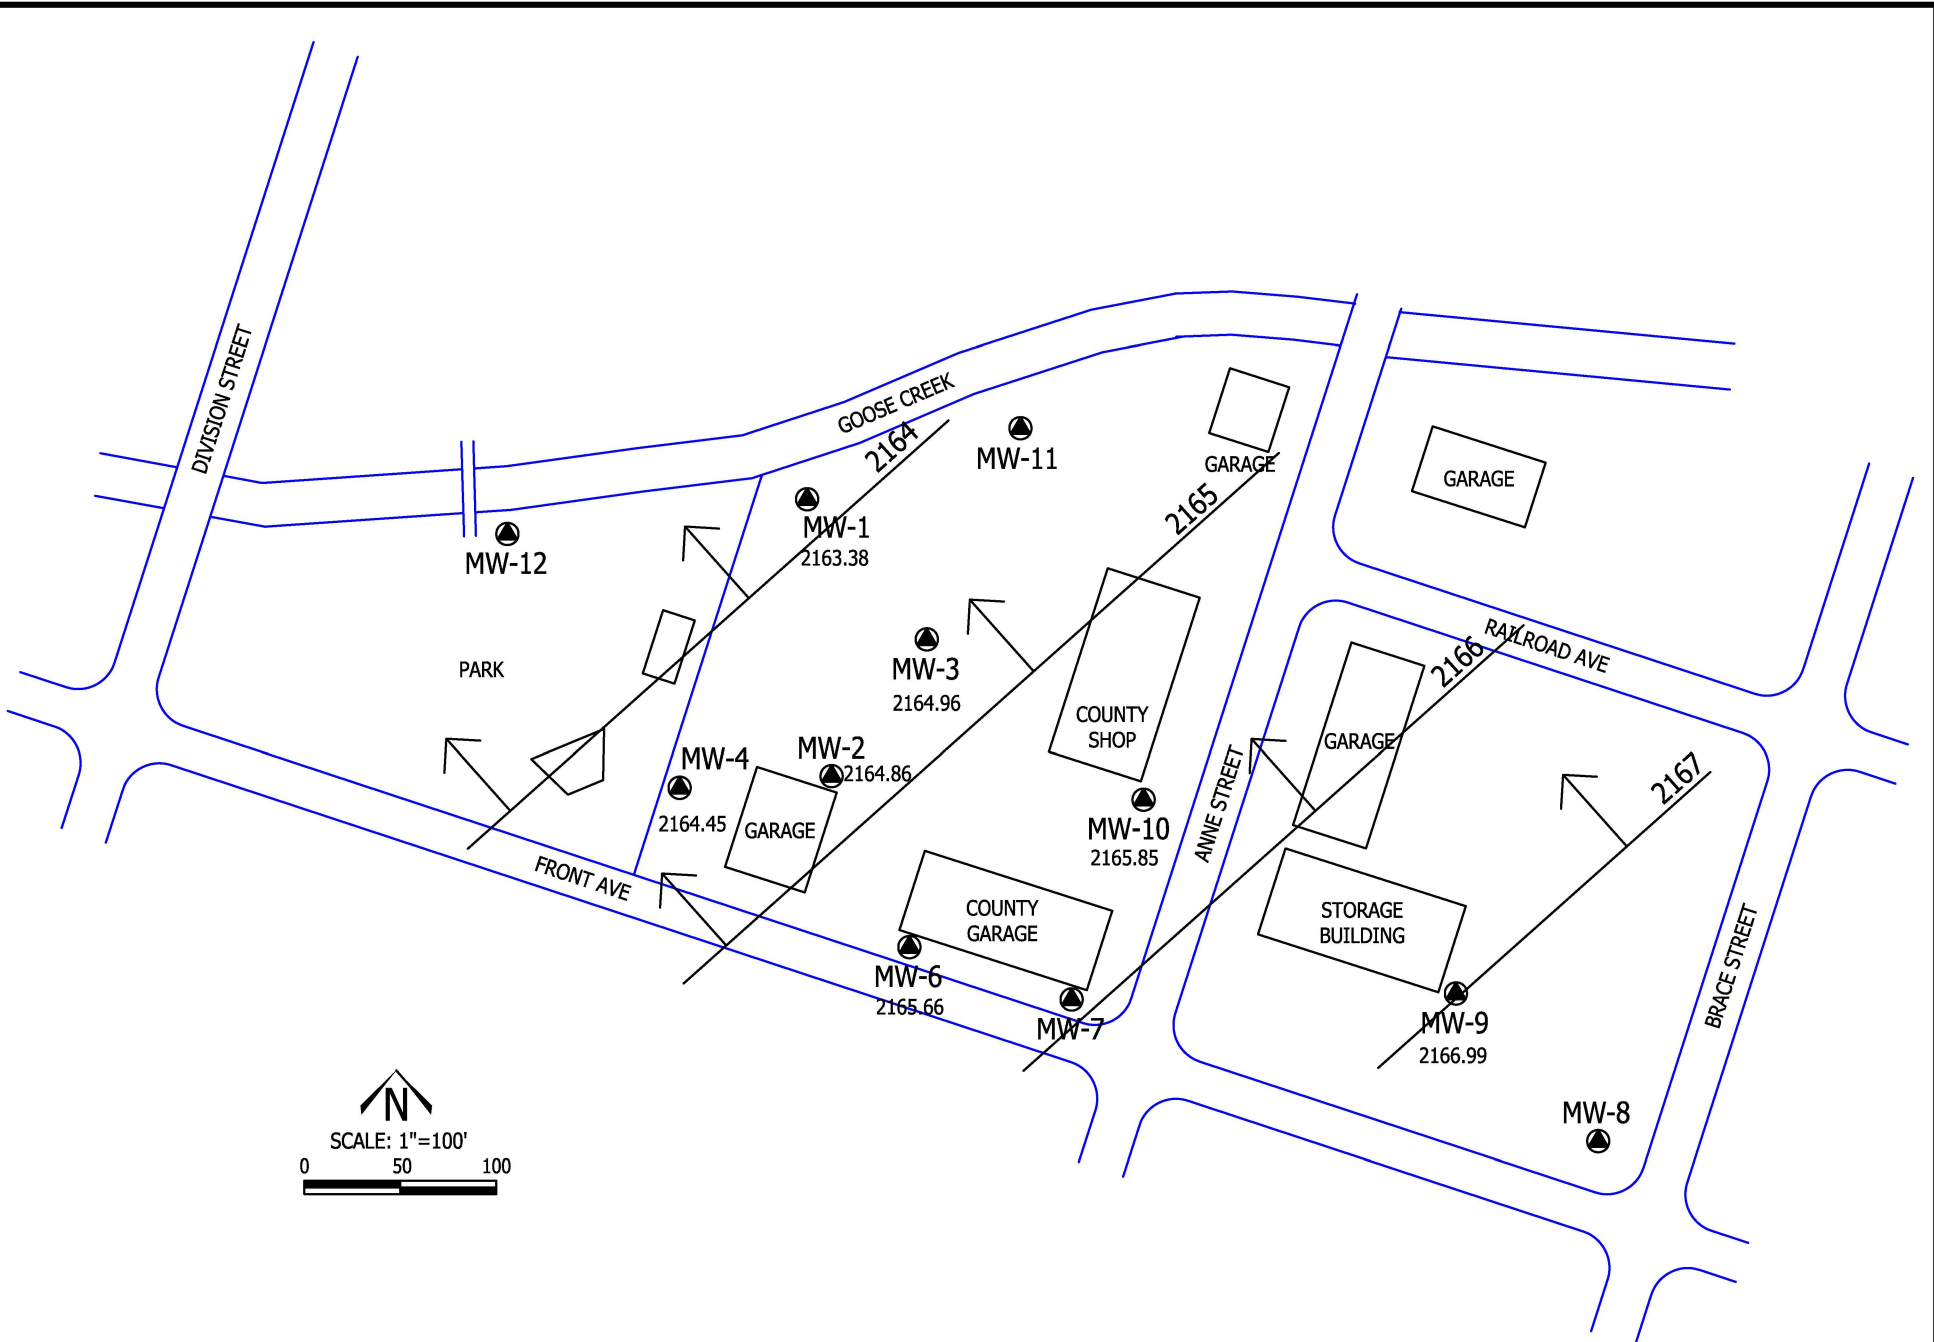 DIVISION STREET
GOOSE CREEK
2164
MW-11
GARAGE
2165
GARAGE
MW-1
2163.38
MW-12
PARK
MW-3
2164.96
RAILROAD AVE
2166
COUNTY
SHOP
GARAGE
MW-4
MW-2
2164.86
2164.45
GARAGE
MW-10
2165.85
ANNE STREET
2167
FRONT AVE
COUNTY
GARAGE
STORAGE
BUILDING
MW-6
2165.66
MW-7
MW-9
2166.99
BRACE STREET
MW-8
N
SCALE: 1"=100'
0 50 100